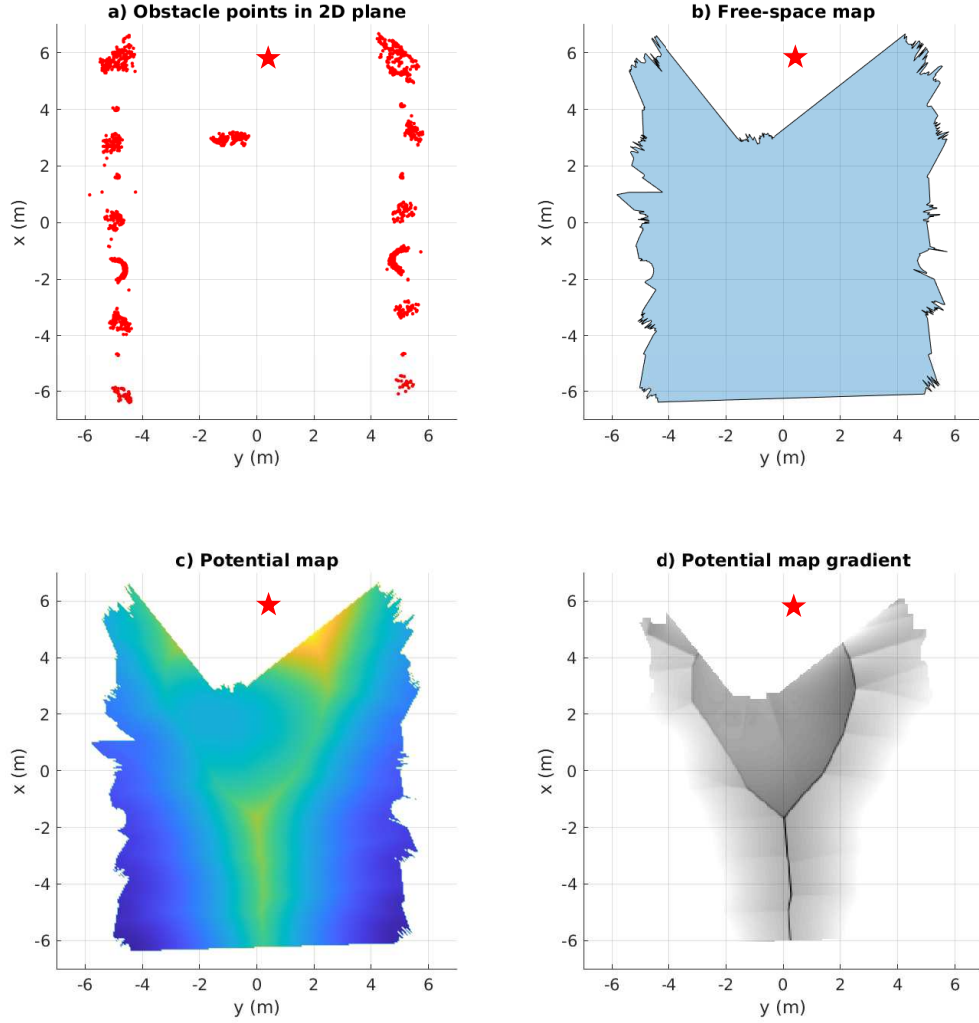 a) Obstacle points in 2D plane
6
4
2
0
-2
-4
-6
x (m)
-6 -4 -2 0 2 4 6
y (m)
b) Free-space map
6
4
2
0
-2
-4
-6
x (m)
-6 -4 -2 0 2 4 6
y (m)
c) Potential map
6
4
2
0
-2
-4
-6
x (m)
-6 -4 -2 0 2 4 6
y (m)
d) Potential map gradient
6
4
2
0
-2
-4
-6
x (m)
-6 -4 -2 0 2 4 6
y (m)